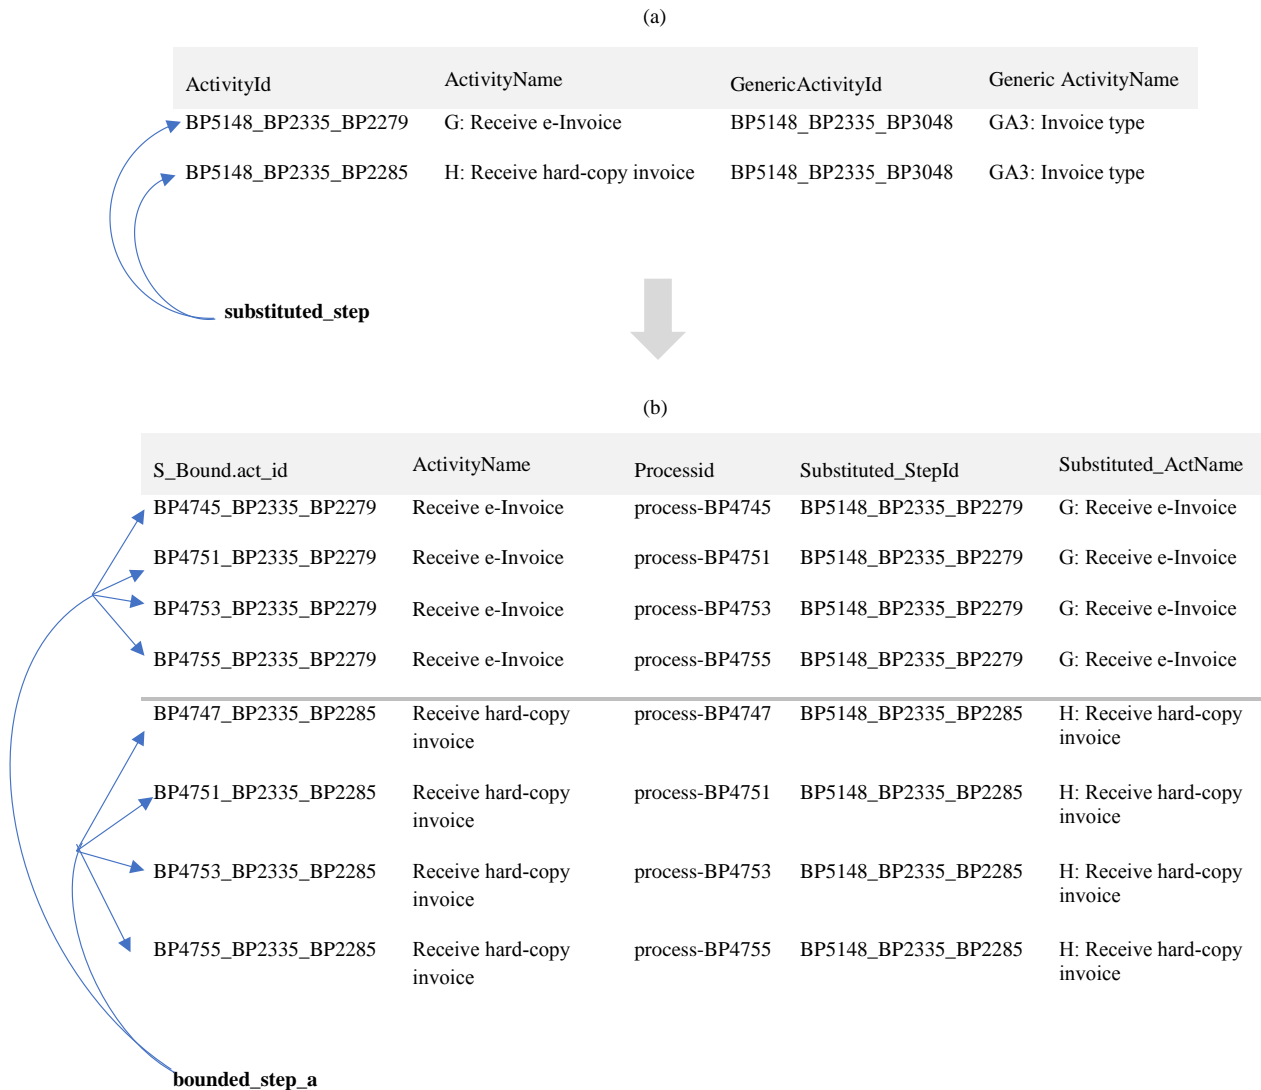 (a)
ActivityId ActivityName GenericActivityId Generic ActivityName
BP5148_BP2335_BP2279 G: Receive e-Invoice BP5148_BP2335_BP3048 GA3: Invoice type
BP5148_BP2335_BP2285 H: Receive hard-copy invoice BP5148_BP2335_BP3048 GA3: Invoice type
substituted_step
(b)
S_Bound.act_id ActivityName Processid Substituted_StepId Substituted_ActName
BP4745_BP2335_BP2279 Receive e-Invoice process-BP4745 BP5148_BP2335_BP2279 G: Receive e-Invoice
BP4751_BP2335_BP2279 Receive e-Invoice process-BP4751 BP5148_BP2335_BP2279 G: Receive e-Invoice
BP4753_BP2335_BP2279 Receive e-Invoice process-BP4753 BP5148_BP2335_BP2279 G: Receive e-Invoice
BP4755_BP2335_BP2279 Receive e-Invoice process-BP4755 BP5148_BP2335_BP2279 G: Receive e-Invoice
BP4747_BP2335_BP2285 Receive hard-copy process-BP4747 BP5148_BP2335_BP2285 H: Receive hard-copy
invoice invoice
BP4751_BP2335_BP2285 Receive hard-copy process-BP4751 BP5148_BP2335_BP2285 H: Receive hard-copy
invoice invoice
BP4753_BP2335_BP2285 Receive hard-copy process-BP4753 BP5148_BP2335_BP2285 H: Receive hard-copy
invoice invoice
BP4755_BP2335_BP2285 Receive hard-copy process-BP4755 BP5148_BP2335_BP2285 H: Receive hard-copy
invoice invoice
bounded_step_a